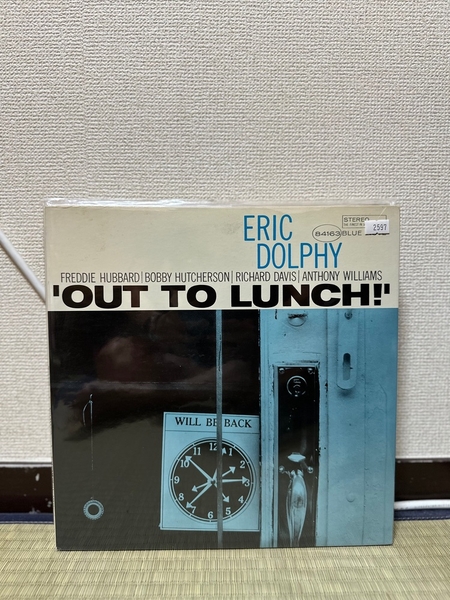 ERIC
DOLPHY
STEREO
84163 BLUE
2597
FREDDIE HUBBARD | BOBBY HUTCHERSON | RICHARD DAVIS | ANTHONY WILLIAMS
'OUT TO LUNCH!'
WILL BE BACK